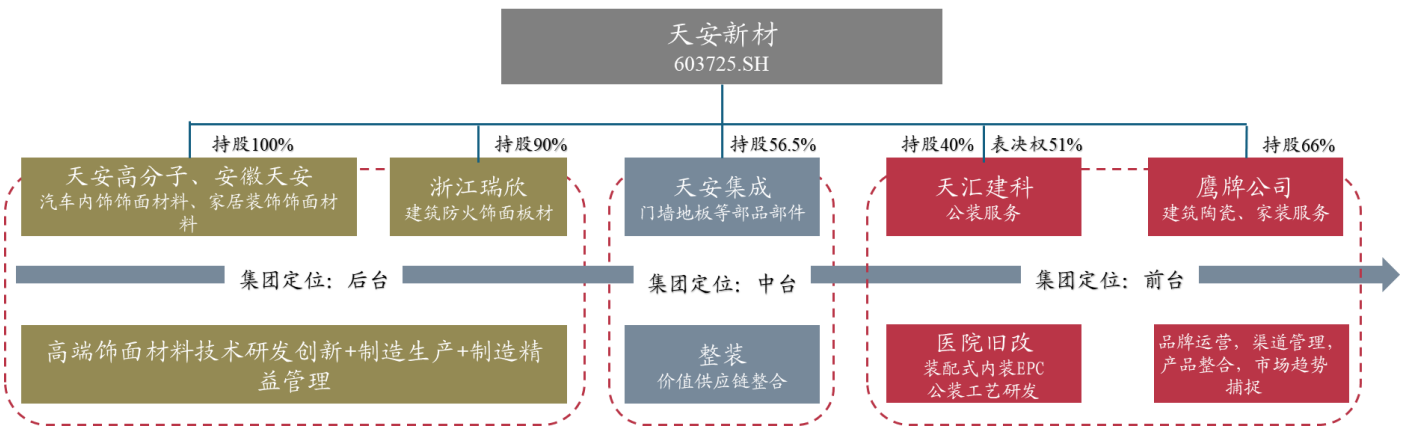 天安新材
603725.SH
持股100%
持股90%
持股56.5%
持股40%
表决权51%
持股66%
天安高分子、安徽天安
汽车内饰饰面材料、家居装饰饰面材
料
浙江瑞欣
建筑防火饰面板材
天安集成
门墙地板等部品部件
天汇建科
公装服务
鹰牌公司
建筑陶瓷、家装服务
集团定位：后台
集团定位：中台
集团定位：前台
高端饰面材料技术研发创新+制造生产+制造精
益管理
整装
价值供应链整合
医院旧改
装配式内装EPC
公装工艺研发
品牌运营，渠道管理，
产品整合，市场趋势
捕捉